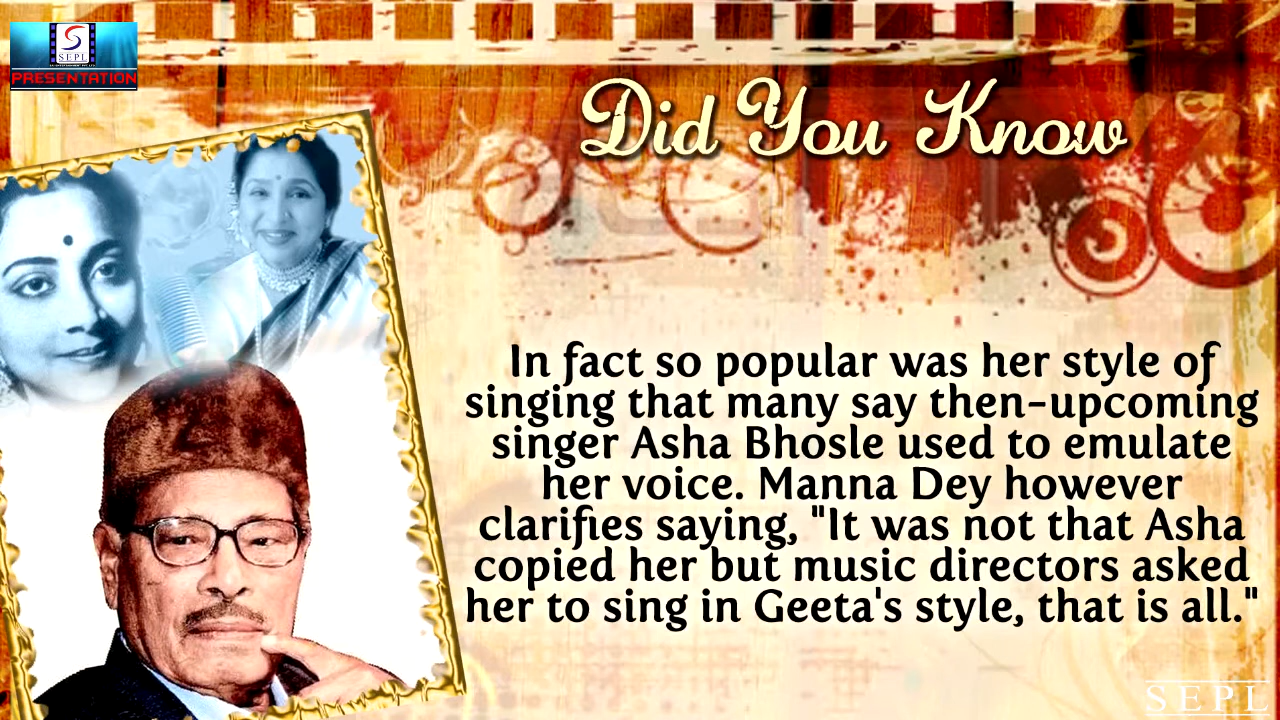 SEPL
PRESENTATION
Did You Know
In fact so popular was her style of
singing that many say then-upcoming
singer Asha Bhosle used to emulate
her voice. Manna Dey however
clarifies saying, "It was not that Asha
copied her but music directors asked
her to sing in Geeta's style, that is all."
SEPL